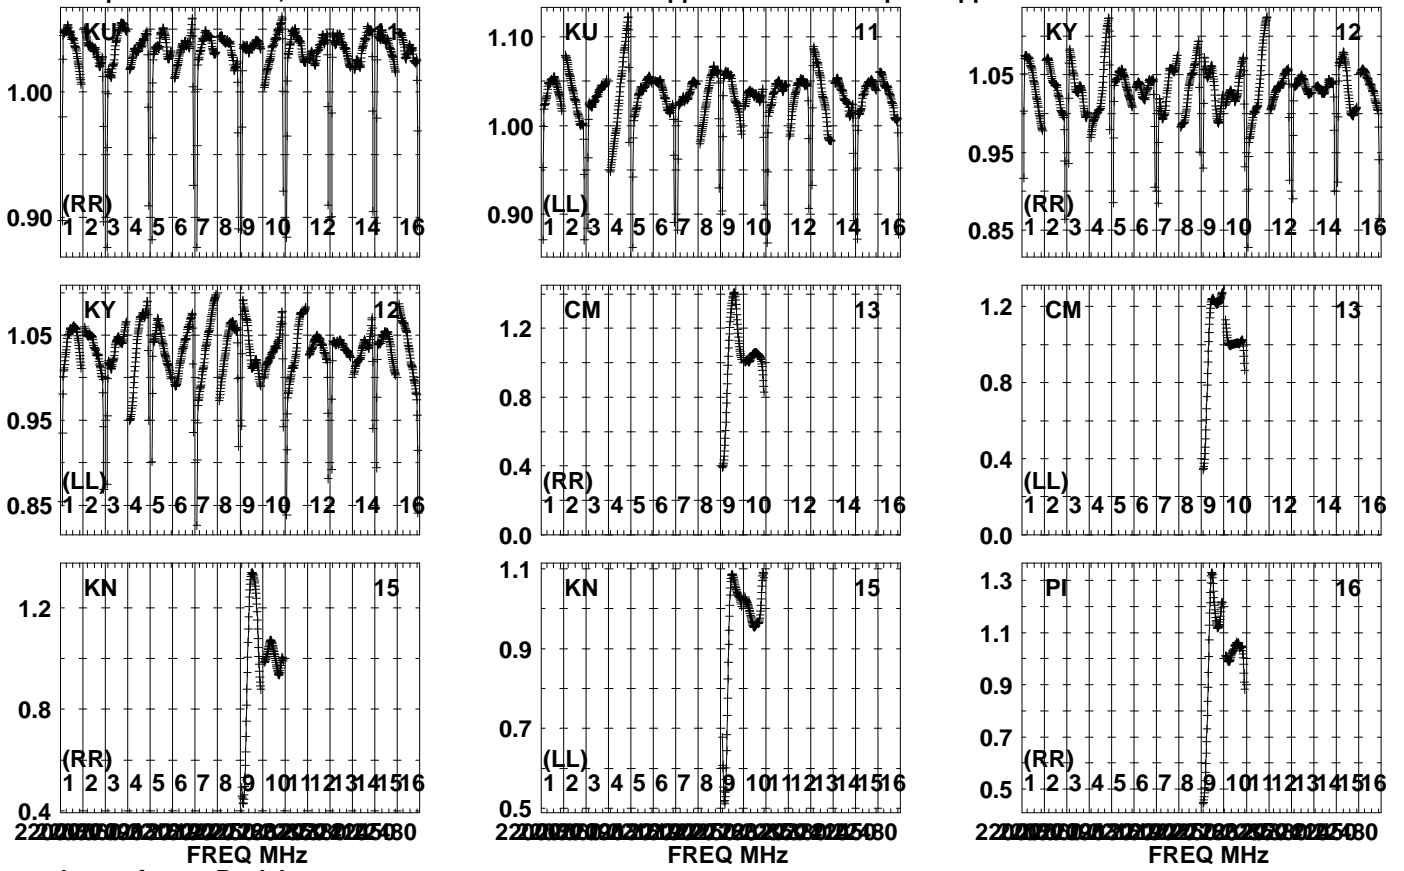 KU 11
1.00
0.90
(RR)
1 2 3 4 5 6 7 8 9 10 12 14 16
KU 11
1.10
1.00
0.90
(LL)
1 2 3 4 5 6 7 8 9 10 12 14 16
KY 12
1.05
0.95
0.85
(RR)
1 2 3 4 5 6 7 8 9 10 12 14 16
KY 12
1.05
0.95
0.85
(LL)
1 2 3 4 5 6 7 8 9 10 12 14 16
CM 13
1.2
0.8
0.4
0.0
(RR)
1 2 3 4 5 6 7 8 9 10 12 14 16
CM 13
1.2
0.8
0.4
0.0
(LL)
1 2 3 4 5 6 7 8 9 10 12 14 16
KN 15
1.2
0.8
0.4
(RR)
1 2 3 4 5 6 7 8 9 10 11 12 13 14 15 16
FREQ MHz
KN 15
1.1
0.9
0.7
0.5
(LL)
1 2 3 4 5 6 7 8 9 10 11 12 13 14 15 16
FREQ MHz
PI 16
1.3
1.1
0.9
0.7
0.5
(RR)
1 2 3 4 5 6 7 8 9 10 11 12 13 14 15 16
FREQ MHz